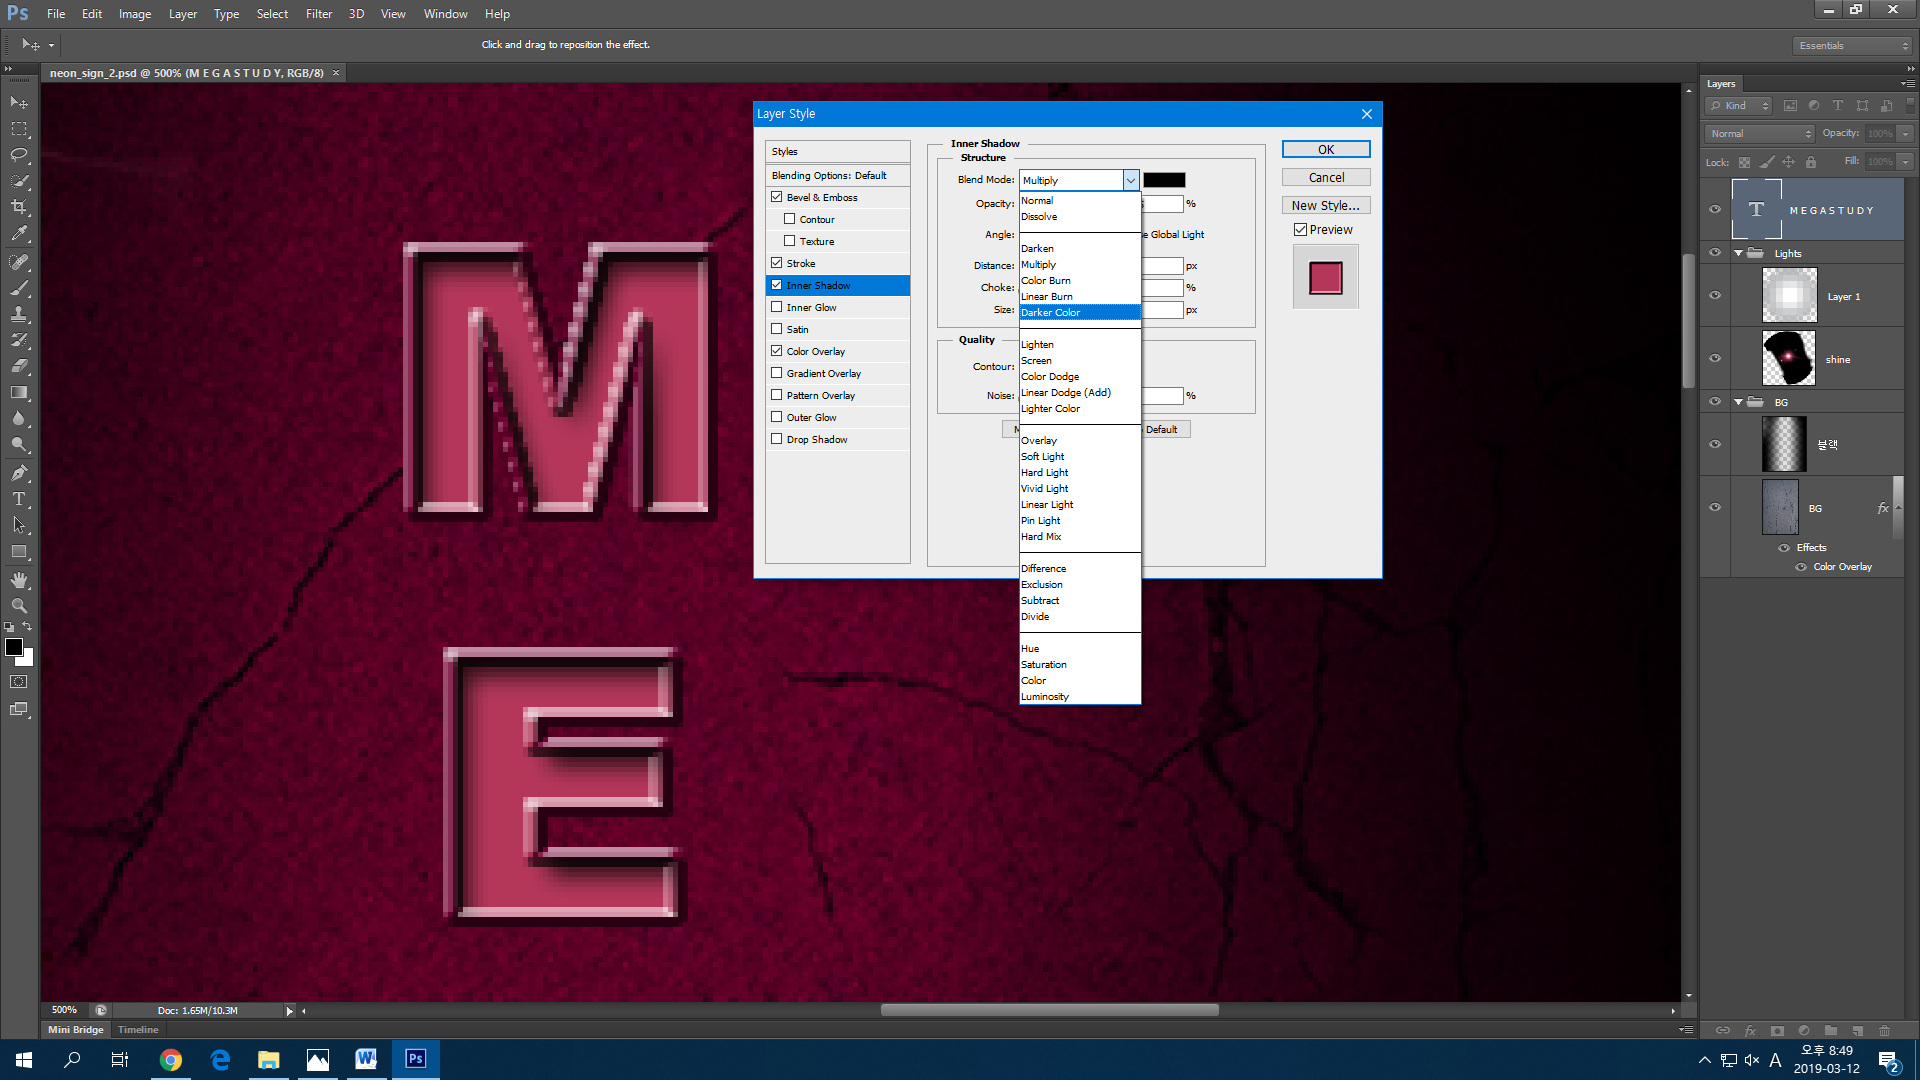 Ps File Edit Image Layer Type Select Filter 3D View Window Help
Click and drag to reposition the effect.
Essentials
neon_sign_2.psd @ 500% (M E G A S T U D Y, RGB/8) ×
Layer Style
Styles
Blending Options: Default
Bevel & Emboss
Contour
Texture
Stroke
Inner Shadow
Inner Glow
Satin
Color Overlay
Gradient Overlay
Pattern Overlay
Outer Glow
Drop Shadow
Inner Shadow
Structure
Blend Mode: Multiply
Opacity: %
Angle: e Global Light
Distance: px
Choke: %
Size: px
Quality
Contour:
Noise: %
Default
Normal
Dissolve
Darken
Multiply
Color Burn
Linear Burn
Darker Color
Lighten
Screen
Color Dodge
Linear Dodge (Add)
Lighter Color
Overlay
Soft Light
Hard Light
Vivid Light
Linear Light
Pin Light
Hard Mix
Difference
Exclusion
Subtract
Divide
Hue
Saturation
Color
Luminosity
OK
Cancel
New Style...
Preview
M
E
Layers
Kind
Normal Opacity: 100%
Lock: Fill: 100%
T M E G A S T U D Y
Lights
Layer 1
shine
BG
블랙
BG fx
Effects
Color Overlay
500% Doc: 1.65M/10.3M
Mini Bridge Timeline
A 오후 8:49
2019-03-12
2